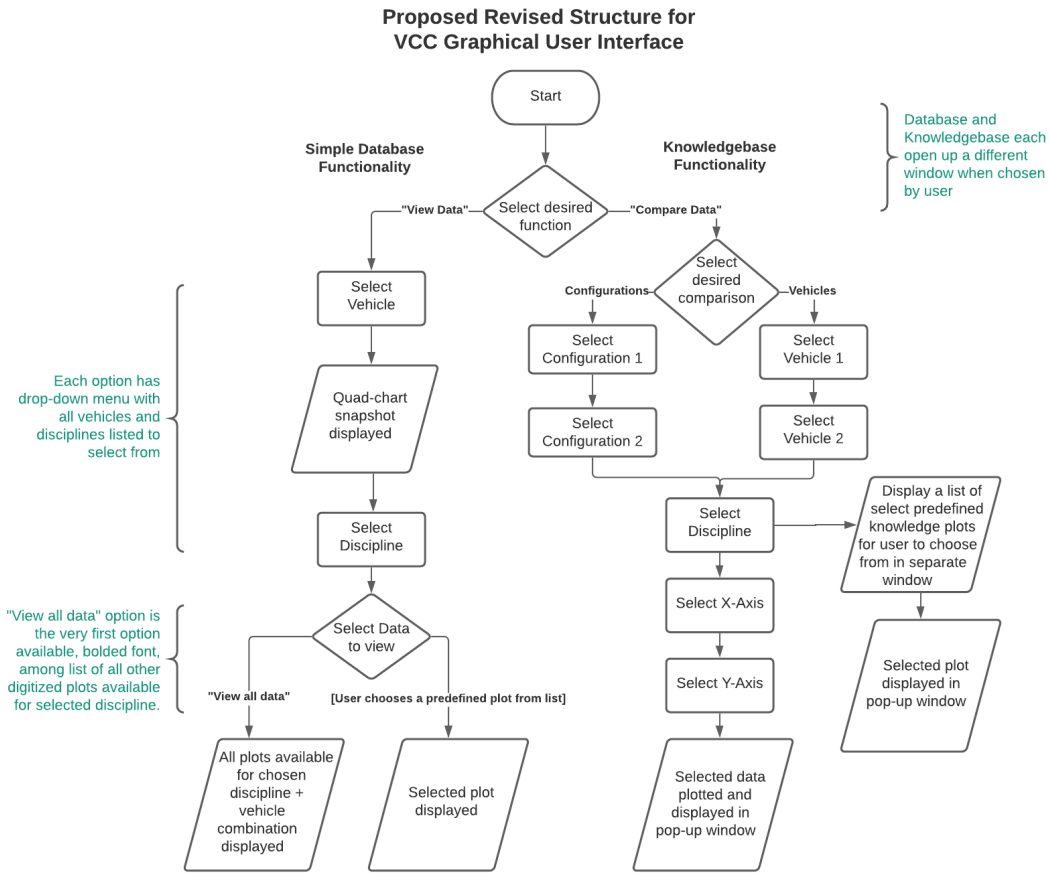 Proposed Revised Structure for
VCC Graphical User Interface
Start
Simple Database
Functionality
Knowledgebase
Functionality
Database and
Knowledgebase each
open up a different
window when chosen
by user
Select desired
function
"View Data"
"Compare Data"
Select
desired
comparison
Configurations
Vehicles
Select
Vehicle
Select
Configuration 1
Select
Vehicle 1
Quad-chart
snapshot
displayed
Select
Configuration 2
Select
Vehicle 2
Each option has
drop-down menu with
all vehicles and
disciplines listed to
select from
Select
Discipline
Select
Discipline
Display a list of
select predefined
knowledge plots
for user to choose
from in separate
window
Select X-Axis
"View all data" option is
the very first option
available, bolded font,
among list of all other
digitized plots available
for selected discipline.
Select Data
to view
Select Y-Axis
Selected plot
displayed in
pop-up window
"View all data"
[User chooses a predefined plot from list]
All plots available
for chosen
discipline +
vehicle
combination
displayed
Selected plot
displayed
Selected data
plotted and
displayed in
pop-up window